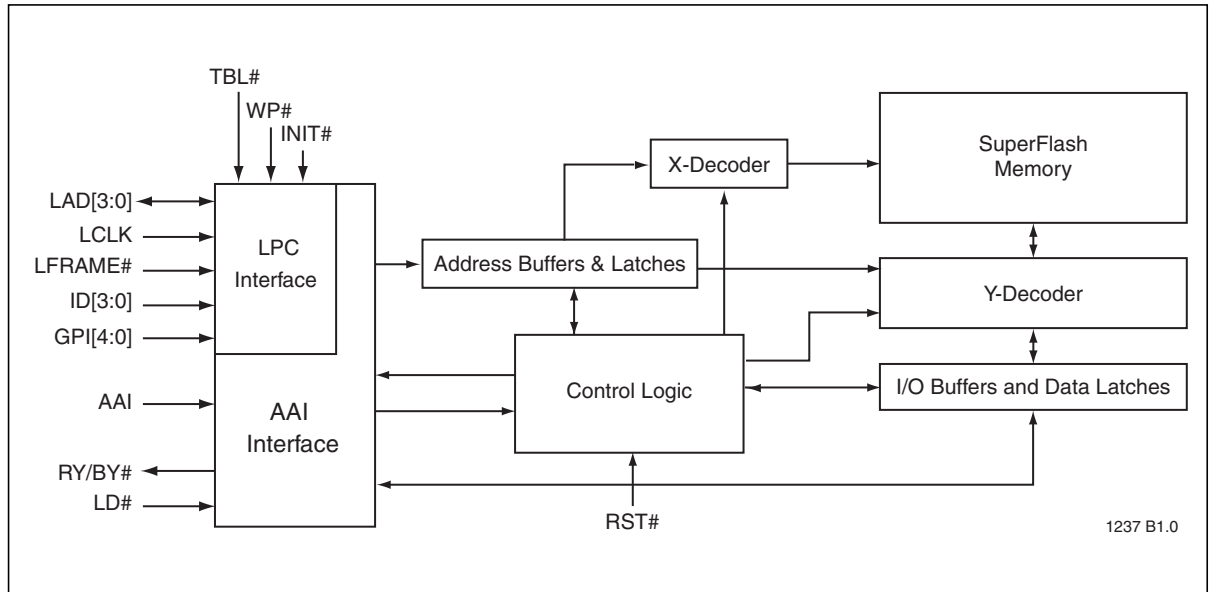 TBL#
WP#
INIT#
LAD[3:0]
LCLK
LFRAME#
ID[3:0]
GPI[4:0]
AAI
RY/BY#
LD#
LPC
Interface
AAI
Interface
Address Buffers & Latches
X-Decoder
Control Logic
RST#
SuperFlash
Memory
Y-Decoder
I/O Buffers and Data Latches
1237 B1.0